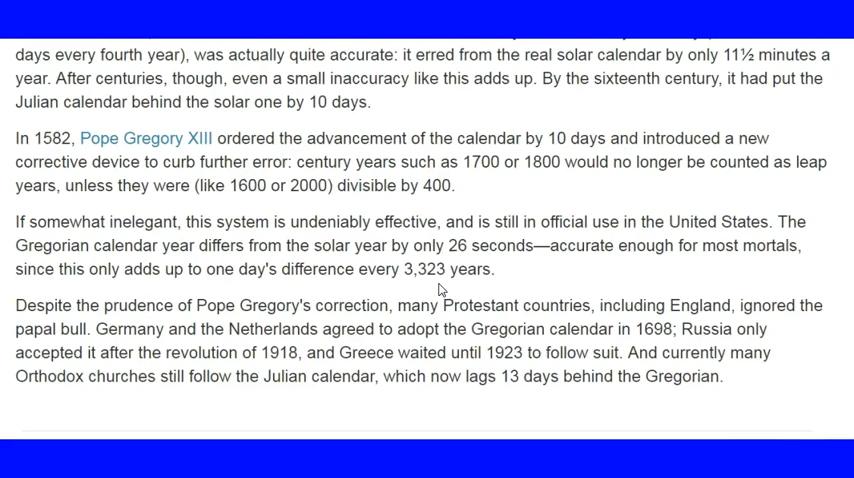 days every fourth year), was actually quite accurate: it erred from the real solar calendar by only 11½ minutes a
year. After centuries, though, even a small inaccuracy like this adds up. By the sixteenth century, it had put the
Julian calendar behind the solar one by 10 days.
In 1582, Pope Gregory XIII ordered the advancement of the calendar by 10 days and introduced a new
corrective device to curb further error: century years such as 1700 or 1800 would no longer be counted as leap
years, unless they were (like 1600 or 2000) divisible by 400.
If somewhat inelegant, this system is undeniably effective, and is still in official use in the United States. The
Gregorian calendar year differs from the solar year by only 26 seconds—accurate enough for most mortals,
since this only adds up to one day's difference every 3,323 years.
Despite the prudence of Pope Gregory's correction, many Protestant countries, including England, ignored the
papal bull. Germany and the Netherlands agreed to adopt the Gregorian calendar in 1698; Russia only
accepted it after the revolution of 1918, and Greece waited until 1923 to follow suit. And currently many
Orthodox churches still follow the Julian calendar, which now lags 13 days behind the Gregorian.